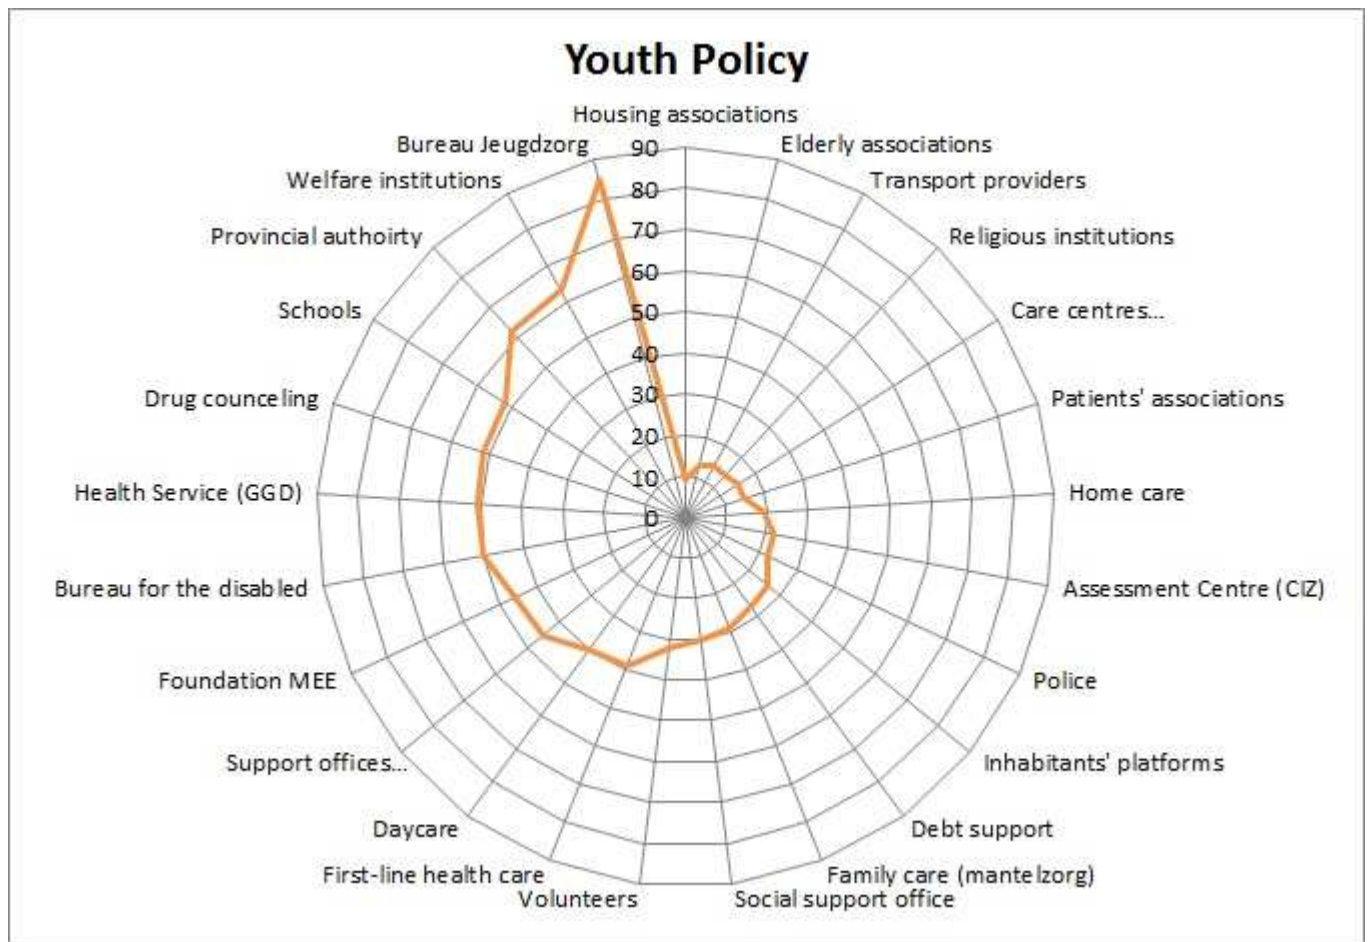 Youth Policy
Housing associations
Elderly associations
Transport providers
Religious institutions
Care centres...
Patients' associations
Home care
Assessment Centre (CIZ)
Police
Inhabitants' platforms
Debt support
Family care (mantelzorg)
Social support office
Volunteers
First-line health care
Daycare
Support offices...
Foundation MEE
Bureau for the disabled
Health Service (GGD)
Drug counceling
Schools
Provincial authoirty
Welfare institutions
Bureau Jeugdzorg
90
80
70
60
50
40
30
20
10
0